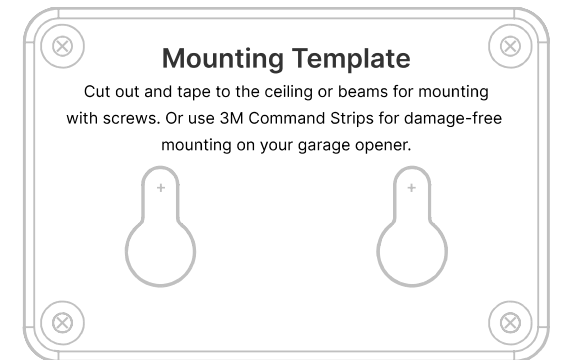 Mounting Template
Cut out and tape to the ceiling or beams for mounting
with screws. Or use 3M Command Strips for damage-free
mounting on your garage opener.